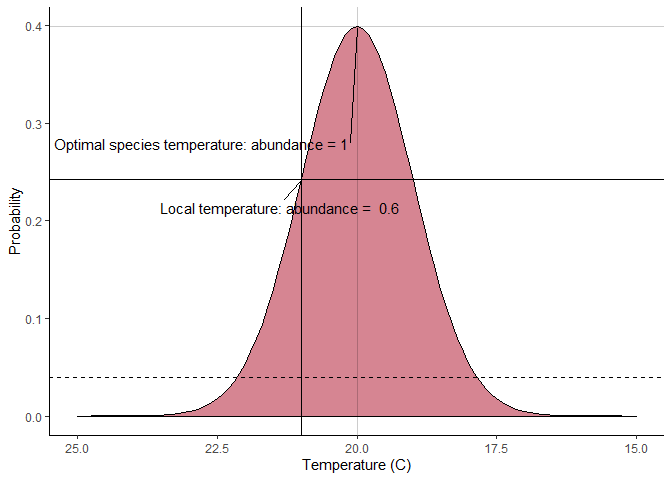 0.4
0.3
Optimal species temperature: abundance = 1
Local temperature: abundance =  0.6
0.2
0.1
0.0
Probability
25.0
22.5
20.0
17.5
15.0
Temperature (C)